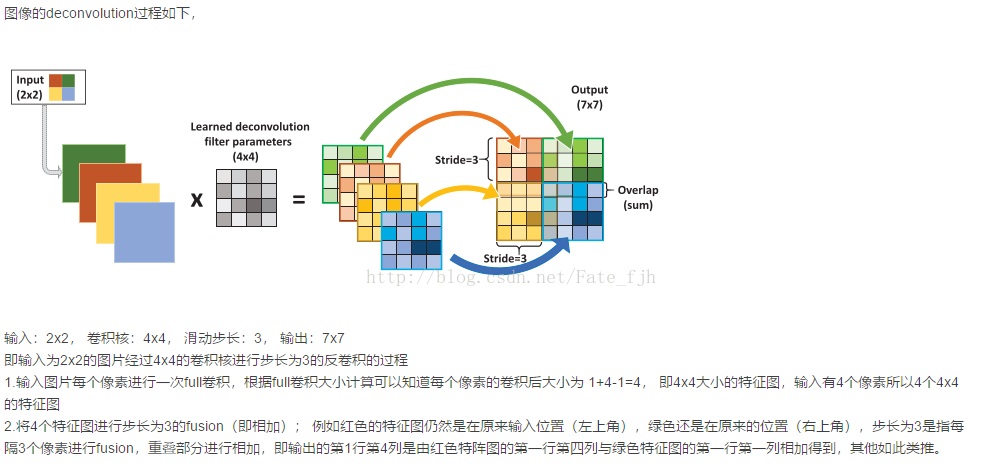 图像的deconvolution过程如下，
Input
(2x2)
Learned deconvolution
filter parameters
(4x4)
x
=
Stride=3
Output
(7x7)
Overlap
(sum)
Stride=3
http://blog.csdn.net/Fate_fjh
输入：2x2， 卷积核：4x4， 滑动步长：3， 输出：7x7
即输入为2x2的图片经过4x4的卷积核进行步长为3的反卷积的过程
1.输入图片每个像素进行一次full卷积，根据full卷积大小计算可以知道每个像素的卷积后大小为 1+4-1=4， 即4x4大小的特征图，输入有4个像素所以4个4x4
的特征图
2.将4个特征图进行步长为3的fusion（即相加）； 例如红色的特征图仍然是在原来输入位置（左上角），绿色还是在原来的位置（右上角），步长为3是指每
隔3个像素进行fusion，重叠部分进行相加，即输出的第1行第4列是由红色特阵图的第一行第四列与绿色特征图的第一行第一列相加得到，其他如此类推。